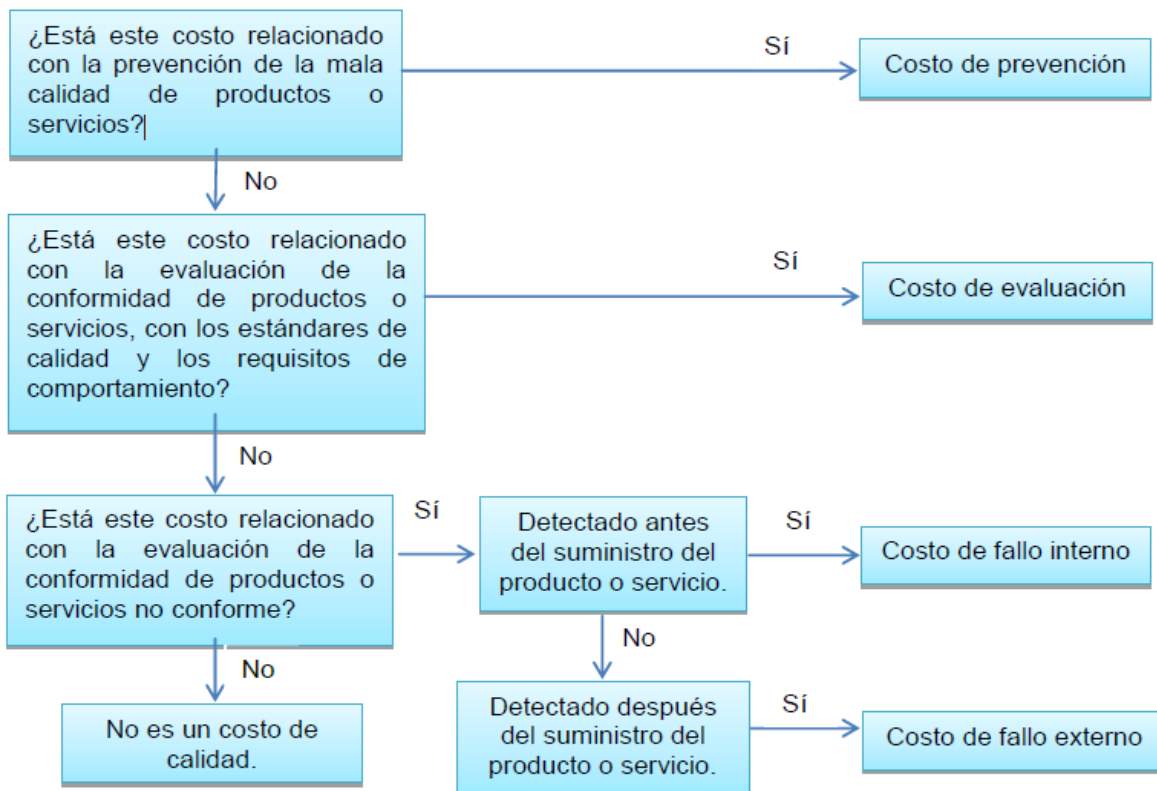 ¿Está este costo relacionado
con la prevención de la mala
calidad de productos o
servicios?
Sí
Costo de prevención
No
¿Está este costo relacionado
con la evaluación de la
conformidad de productos o
servicios, con los estándares de
calidad y los requisitos de
comportamiento?
Sí
Costo de evaluación
No
¿Está este costo relacionado
con la evaluación de la
conformidad de productos o
servicios no conforme?
Sí
Detectado antes
del suministro del
producto o servicio.
Sí
Costo de fallo interno
No
No
No es un costo de
calidad.
Detectado después
del suministro del
producto o servicio.
Sí
Costo de fallo externo